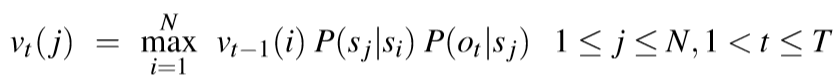 v_t(j) = \max_{i=1}^{N} v_{t-1}(i) P(s_j|s_i) P(o_t|s_j) 1 ≤ j ≤ N, 1 < t ≤ T